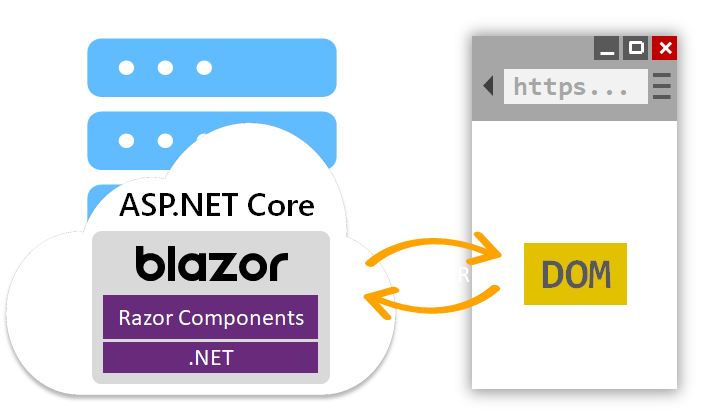 ASP.NET Core
blazor
Razor Components
.NET
https...
DOM